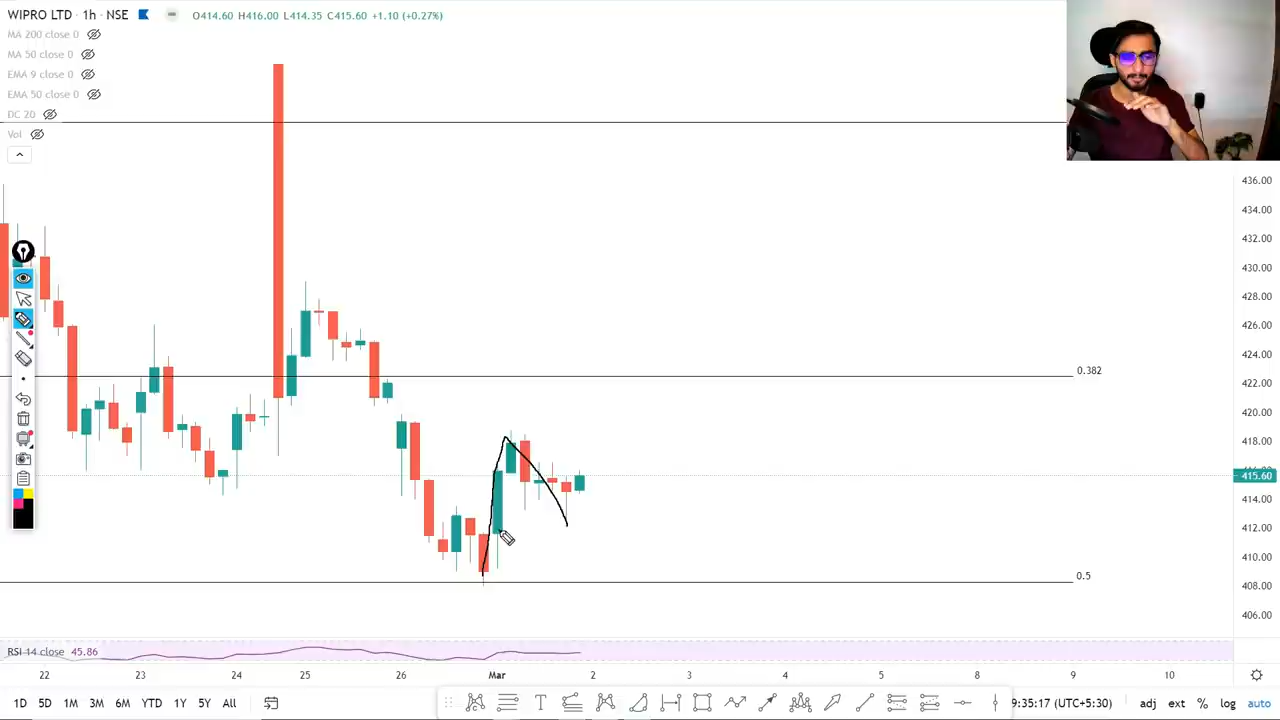 WIPRO LTD · 1h · NSE O414.60 H416.00 L414.35 C415.60 +1.10 (+0.27%)
MA 200 close 0
MA 50 close 0
EMA 9 close 0
EMA 50 close 0
DC 20
Vol
436.00
434.00
432.00
430.00
428.00
426.00
424.00
0.382
422.00
420.00
418.00
415.60
414.00
412.00
410.00
0.5
408.00
406.00
RSI 14 close 45.86
22 23 24 25 26 Mar 2 3 4 5 8 9 10
1D 5D 1M 3M 6M YTD 1Y 5Y All 9:35:17 (UTC+5:30) adj ext % log auto